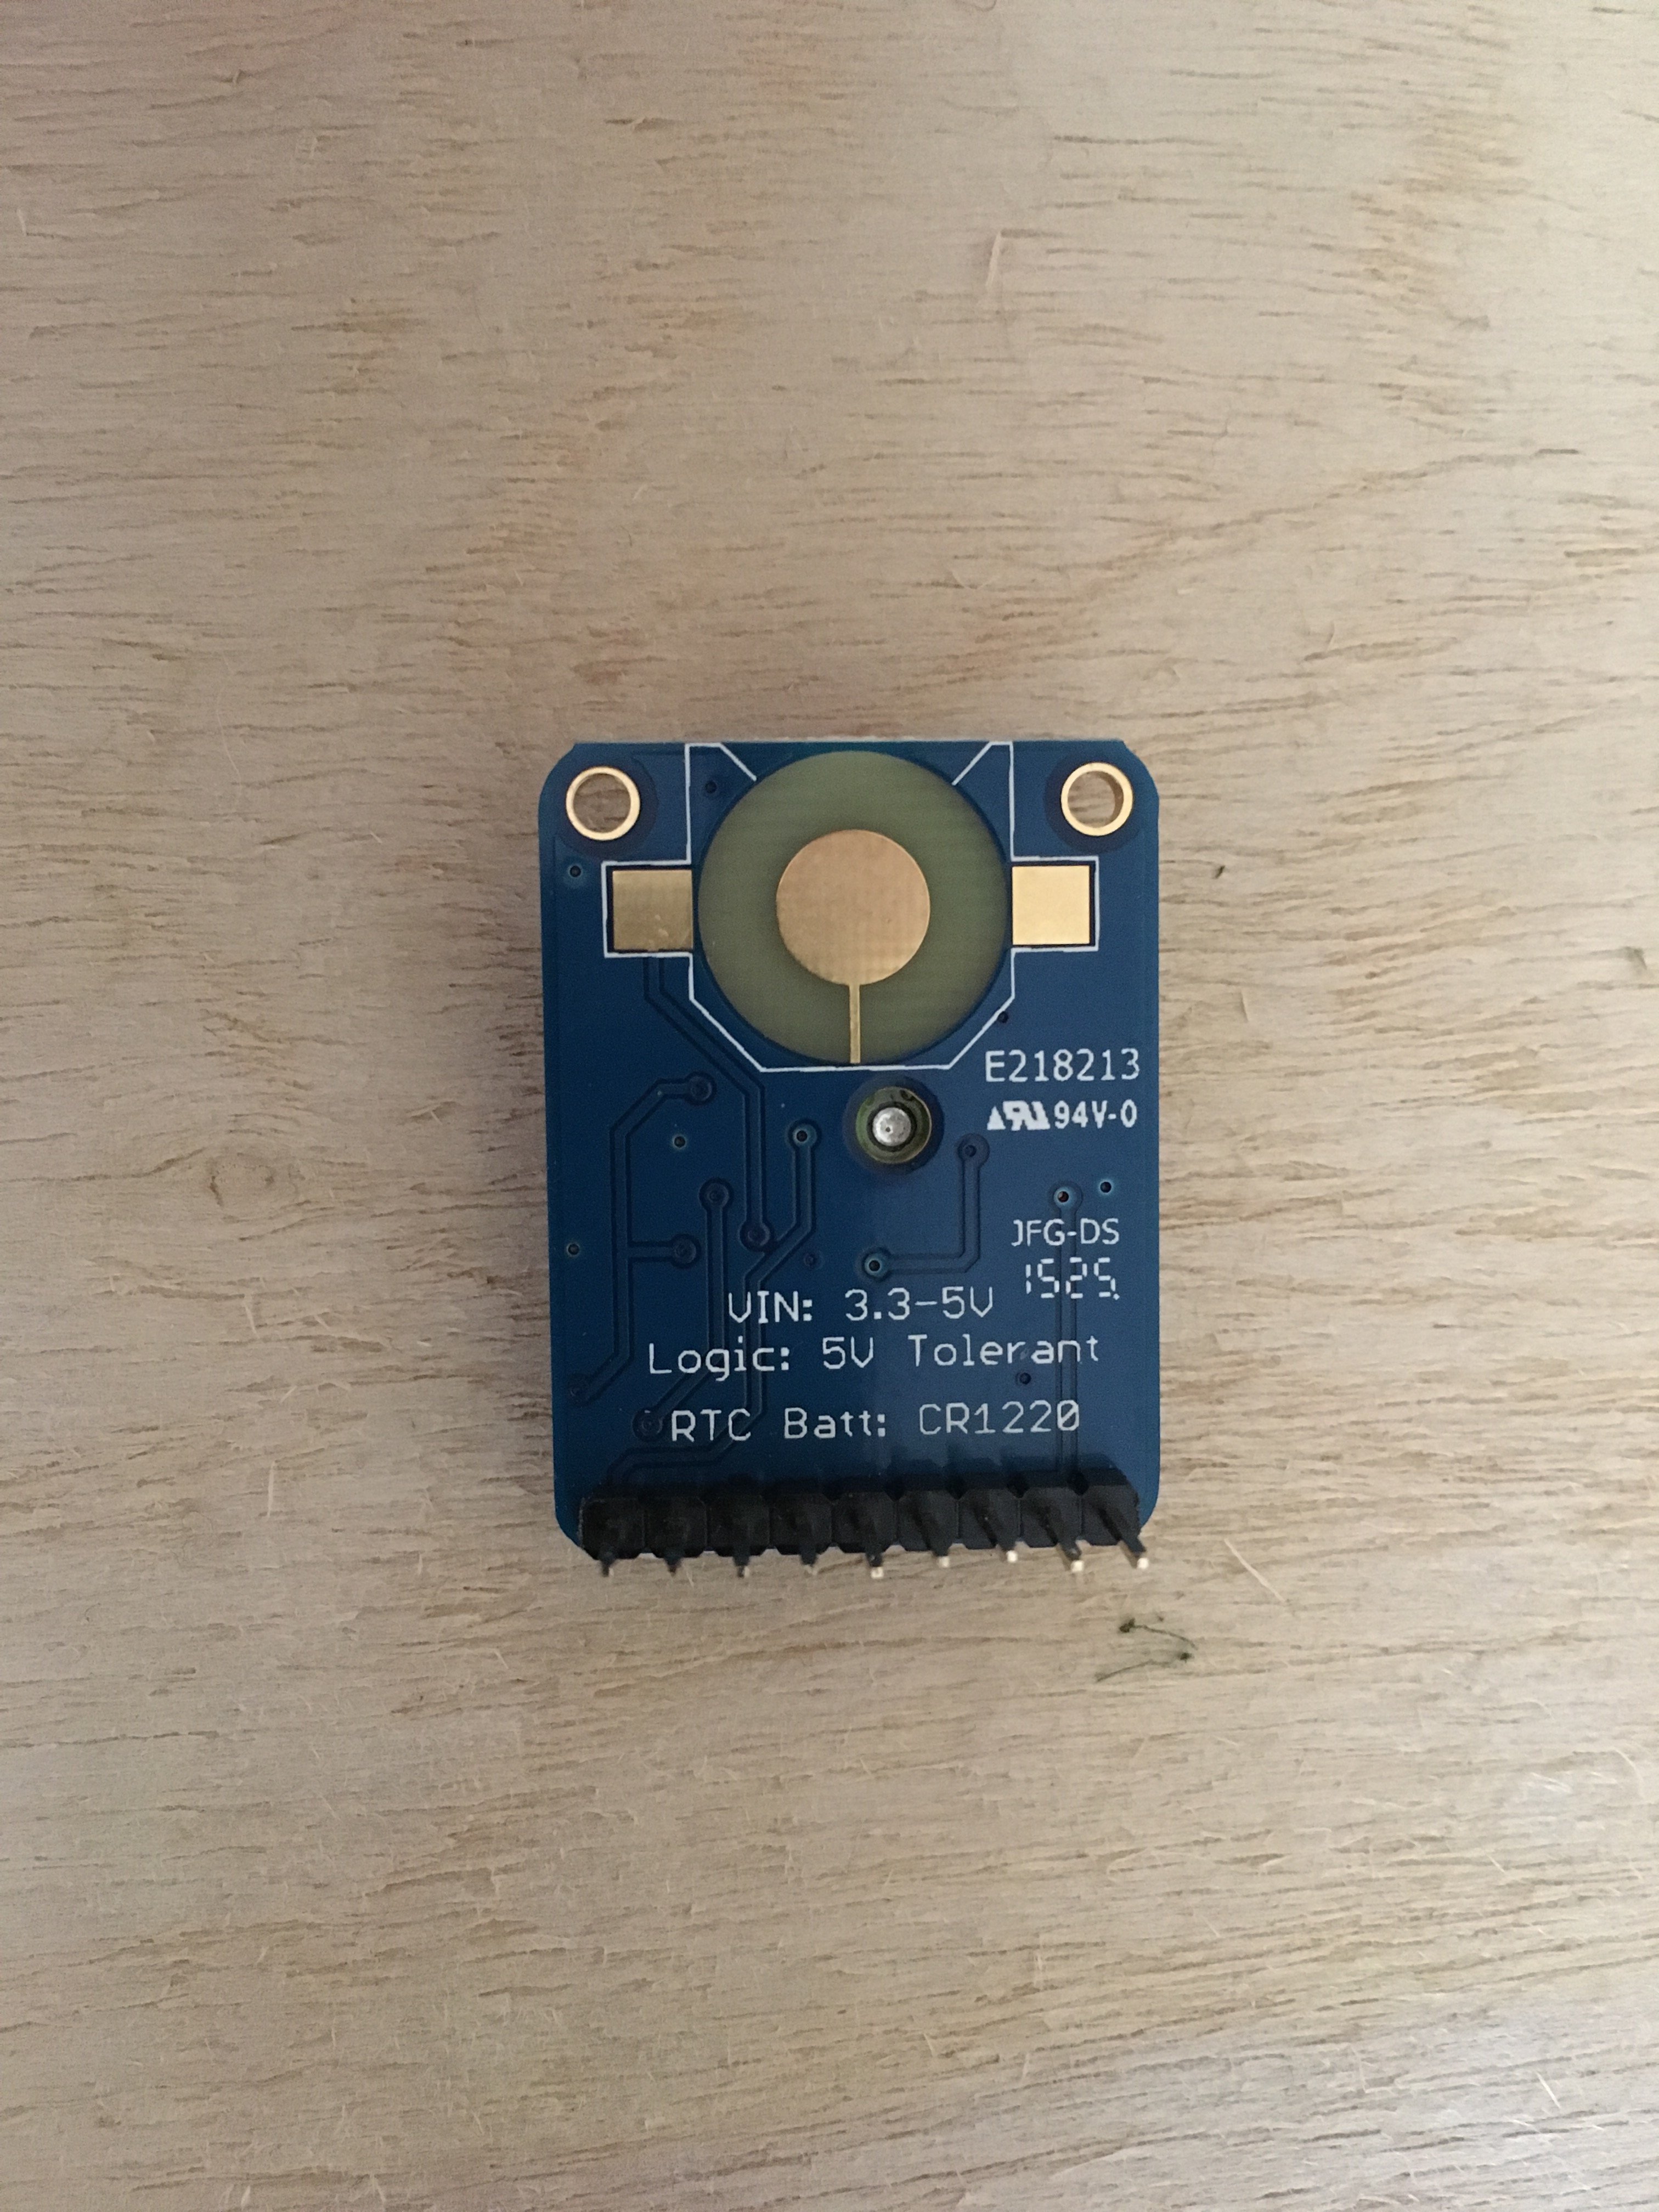 E218213
94V-0
JFG-DS
1525
VIN: 3.3-5V
Logic: 5V Tolerant
RTC Batt: CR1220